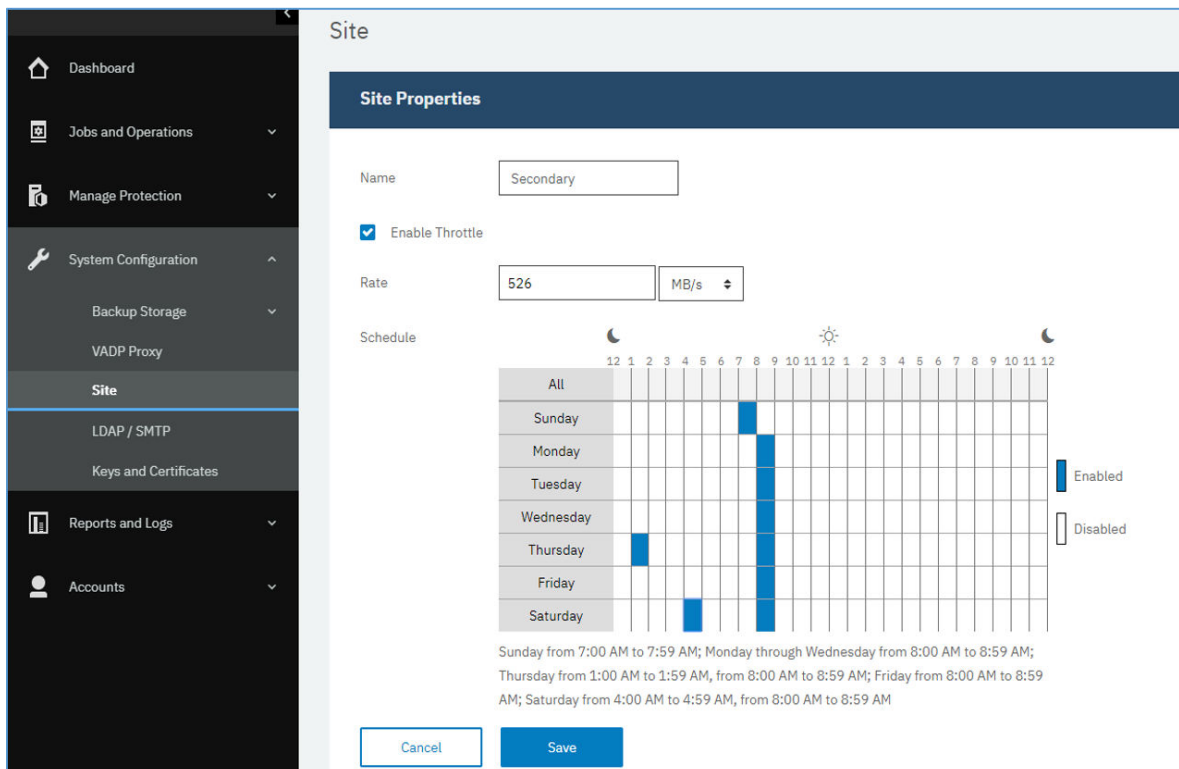 Site
Dashboard
Jobs and Operations
Manage Protection
System Configuration
Backup Storage
VADP Proxy
Site
LDAP / SMTP
Keys and Certificates
Reports and Logs
Accounts
Site Properties
Name
Secondary
Enable Throttle
Rate
526
MB/s
Schedule
12 1 2 3 4 5 6 7 8 9 10 11 12 1 2 3 4 5 6 7 8 9 10 11 12
All
Sunday
Monday
Tuesday
Wednesday
Thursday
Friday
Saturday
Enabled
Disabled
Sunday from 7:00 AM to 7:59 AM; Monday through Wednesday from 8:00 AM to 8:59 AM;
Thursday from 1:00 AM to 1:59 AM, from 8:00 AM to 8:59 AM; Friday from 8:00 AM to 8:59
AM; Saturday from 4:00 AM to 4:59 AM, from 8:00 AM to 8:59 AM
Cancel
Save